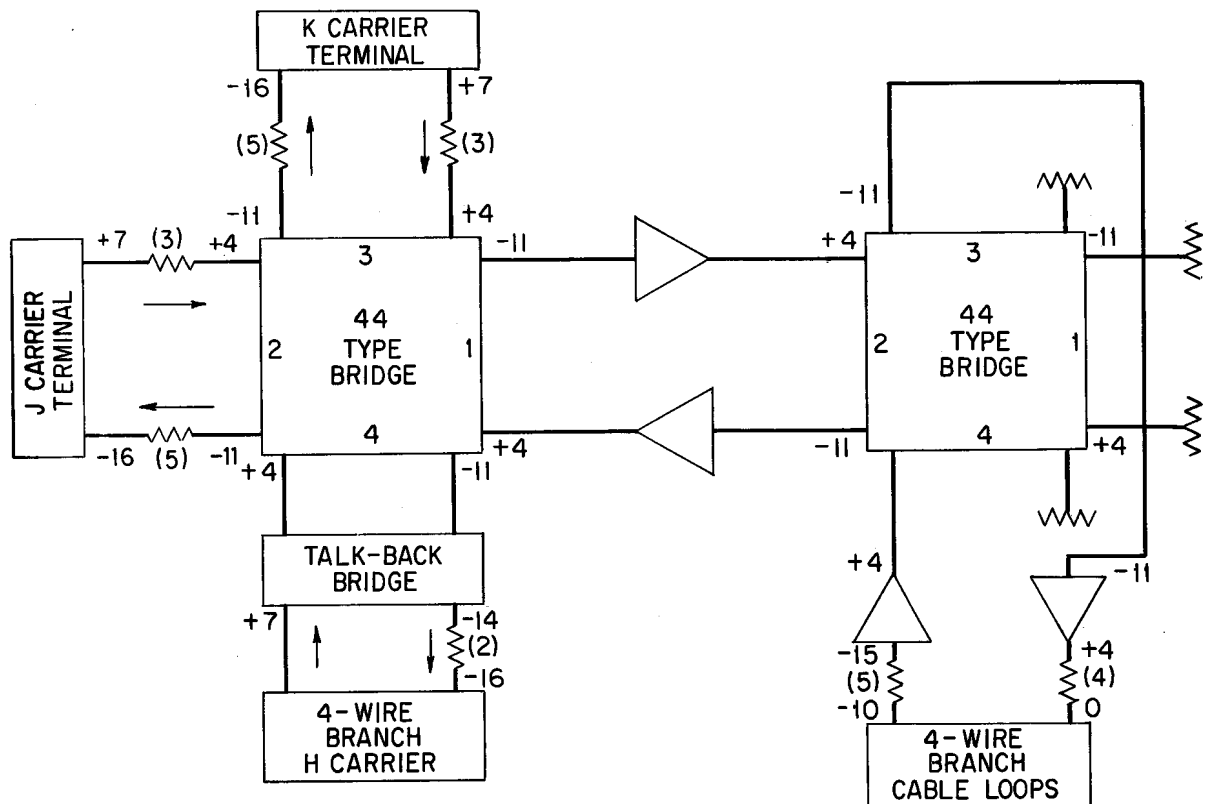 K CARRIER
TERMINAL
-16
+7
(5)
(3)
-11
+4
+7
(3)
+4
-11
J CARRIER
TERMINAL
3
44
TYPE
BRIDGE
2
1
4
-16
(5)
-11
+4
-11
+4
TALK-BACK
BRIDGE
+7
-14
(2)
-16
4-WIRE
BRANCH
H CARRIER
-11
+4
-11
3
44
TYPE
BRIDGE
2
1
4
-11
+4
+4
-11
-15
+4
(5)
(4)
-10
0
4-WIRE
BRANCH
CABLE LOOPS